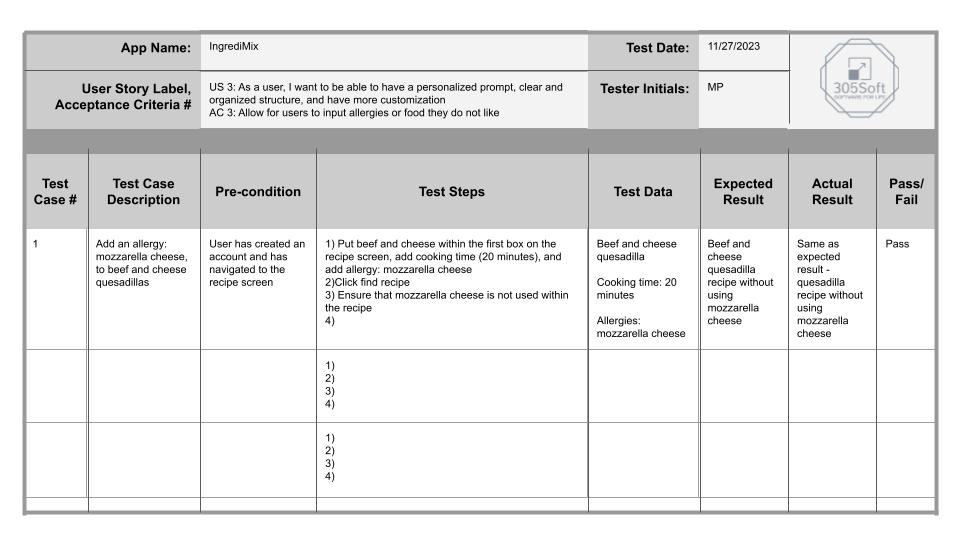 App Name:
IngrediMix
Test Date:
11/27/2023
305Soft
SOFTWARE FOR LIFE
User Story Label,
Acceptance Criteria #
US 3: As a user, I want to be able to have a personalized prompt, clear and
organized structure, and have more customization
AC 3: Allow for users to input allergies or food they do not like
Tester Initials:
MP
Test
Case #
Test Case
Description
Pre-condition
Test Steps
Test Data
Expected
Result
Actual
Result
Pass/
Fail
1
Add an allergy:
mozzarella cheese,
to beef and cheese
quesadillas
User has created an
account and has
navigated to the
recipe screen
1) Put beef and cheese within the first box on the
recipe screen, add cooking time (20 minutes), and
add allergy: mozzarella cheese
2)Click find recipe
3) Ensure that mozzarella cheese is not used within
the recipe
4)
Beef and cheese
quesadilla
Cooking time: 20
minutes
Allergies:
mozzarella cheese
Beef and
cheese
quesadilla
recipe without
using
mozzarella
cheese
Same as
expected
result -
quesadilla
recipe without
using
mozzarella
cheese
Pass
1)
2)
3)
4)
1)
2)
3)
4)